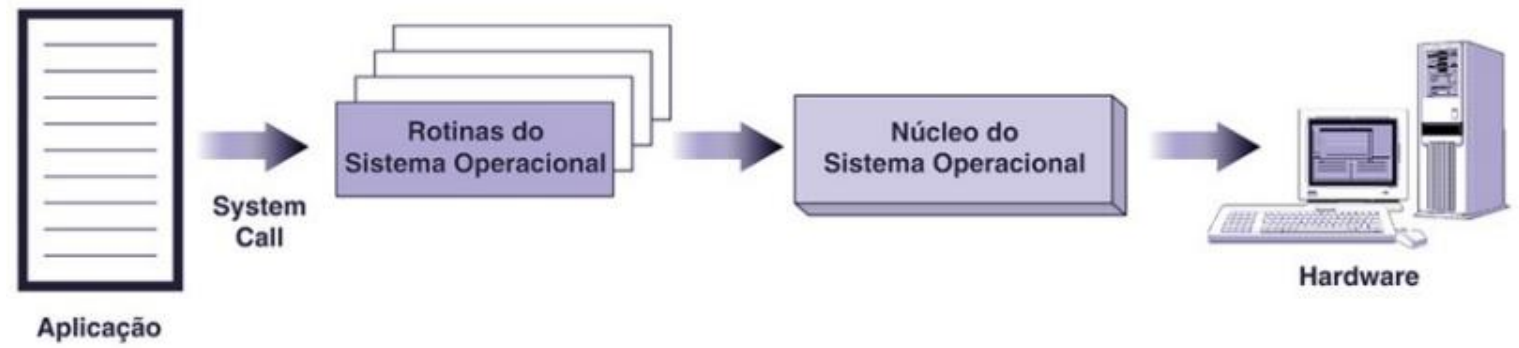 Aplicação
System
Call
Rotinas do
Sistema Operacional
Núcleo do
Sistema Operacional
Hardware